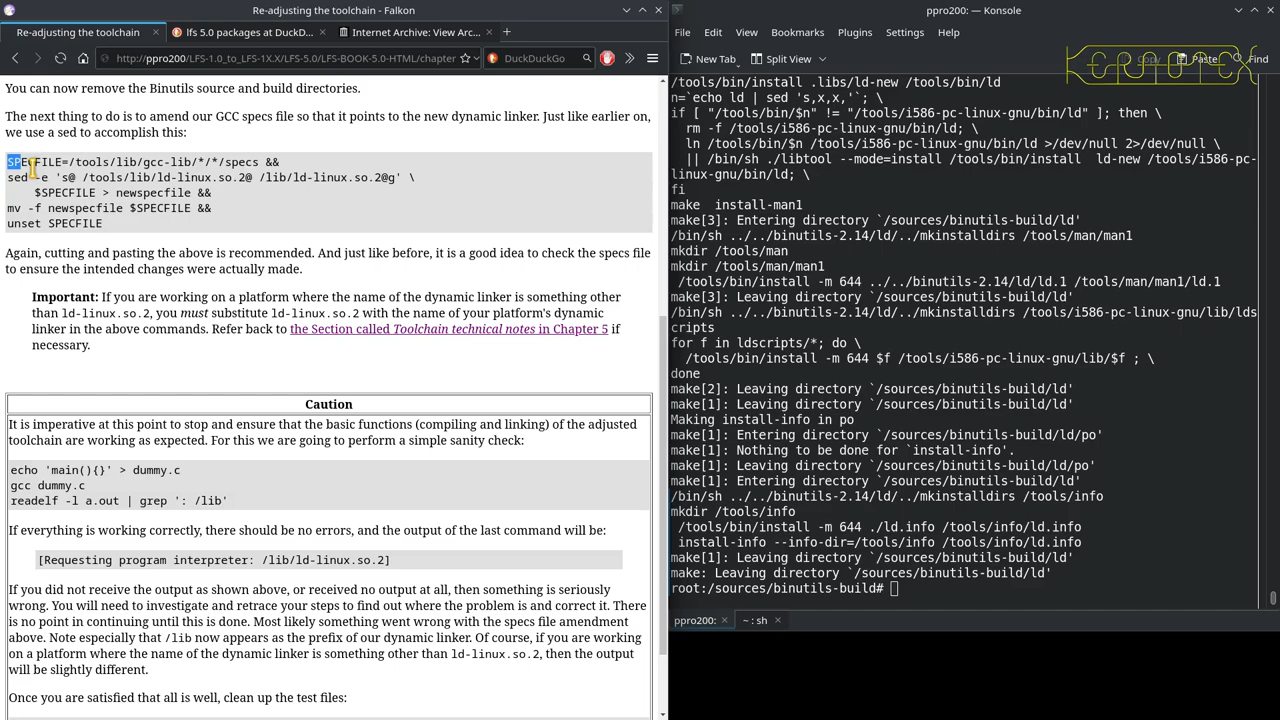 Re-adjusting the toolchain - Falkon
Re-adjusting the toolchain
lfs 5.0 packages at DuckD...
Internet Archive: View Arc...
http://ppro200/LFS-1.0_to_LFS-1X.X/LFS-5.0/LFS-BOOK-5.0-HTML/chapter
DuckDuckGo
You can now remove the Binutils source and build directories.
The next thing to do is to amend our GCC specs file so that it points to the new dynamic linker. Just like earlier on,
we use a sed to accomplish this:
SPECFILE=/tools/lib/gcc-lib/*/*/specs &&
sed -e 's@ /tools/lib/ld-linux.so.2@ /lib/ld-linux.so.2@g' \
$SPECFILE > newspecfile &&
mv -f newspecfile $SPECFILE &&
unset SPECFILE
Again, cutting and pasting the above is recommended. And just like before, it is a good idea to check the specs file
to ensure the intended changes were actually made.
Important: If you are working on a platform where the name of the dynamic linker is something other
than ld-linux.so.2, you must substitute ld-linux.so.2 with the name of your platform's dynamic
linker in the above commands. Refer back to the Section called Toolchain technical notes in Chapter 5 if
necessary.
Caution
It is imperative at this point to stop and ensure that the basic functions (compiling and linking) of the adjusted
toolchain are working as expected. For this we are going to perform a simple sanity check:
echo 'main(){}' > dummy.c
gcc dummy.c
readelf -l a.out | grep ': /lib'
If everything is working correctly, there should be no errors, and the output of the last command will be:
[Requesting program interpreter: /lib/ld-linux.so.2]
If you did not receive the output as shown above, or received no output at all, then something is seriously
wrong. You will need to investigate and retrace your steps to find out where the problem is and correct it. There
is no point in continuing until this is done. Most likely something went wrong with the specs file amendment
above. Note especially that /lib now appears as the prefix of our dynamic linker. Of course, if you are working
on a platform where the name of the dynamic linker is something other than ld-linux.so.2, then the output
will be slightly different.
Once you are satisfied that all is well, clean up the test files:
ppro200: — Konsole
File Edit View Bookmarks Plugins Settings Help
New Tab Split View Copy Paste Find
/tools/bin/install .libs/ld-new /tools/bin/ld
n=`echo ld | sed 's,x,x,'`; \
if [ "/tools/bin/$n" != "/tools/bin/ld" ]; then \
rm -f /tools/i586-pc-linux-gnu/bin/ld; \
ln /tools/bin/$n /tools/i586-pc-linux-gnu/bin/ld >/dev/null 2>/dev/null \
|| /bin/sh ./libtool --mode=install /tools/bin/install  ld-new /tools/i586-pc-
linux-gnu/bin/ld; \
fi
make  install-man1
make[3]: Entering directory `/sources/binutils-build/ld'
/bin/sh ../../binutils-2.14/ld/../mkinstalldirs /tools/man/man1
mkdir /tools/man
mkdir /tools/man/man1
/tools/bin/install -m 644 ../../binutils-2.14/ld/ld.1 /tools/man/man1/ld.1
make[3]: Leaving directory `/sources/binutils-build/ld'
/bin/sh ../../binutils-2.14/ld/../mkinstalldirs /tools/i586-pc-linux-gnu/lib/lds
cripts
for f in ldscripts/*; do \
/tools/bin/install -m 644 $f /tools/i586-pc-linux-gnu/lib/$f ; \
done
make[2]: Leaving directory `/sources/binutils-build/ld'
make[1]: Leaving directory `/sources/binutils-build/ld'
Making install-info in po
make[1]: Entering directory `/sources/binutils-build/ld/po'
make[1]: Nothing to be done for `install-info'.
make[1]: Leaving directory `/sources/binutils-build/ld/po'
make[1]: Entering directory `/sources/binutils-build/ld'
/bin/sh ../../binutils-2.14/ld/../mkinstalldirs /tools/info
mkdir /tools/info
/tools/bin/install -m 644 ./ld.info /tools/info/ld.info
install-info --info-dir=/tools/info /tools/info/ld.info
make[1]: Leaving directory `/sources/binutils-build/ld'
make: Leaving directory `/sources/binutils-build/ld'
root:/sources/binutils-build#
ppro200:
~ : sh